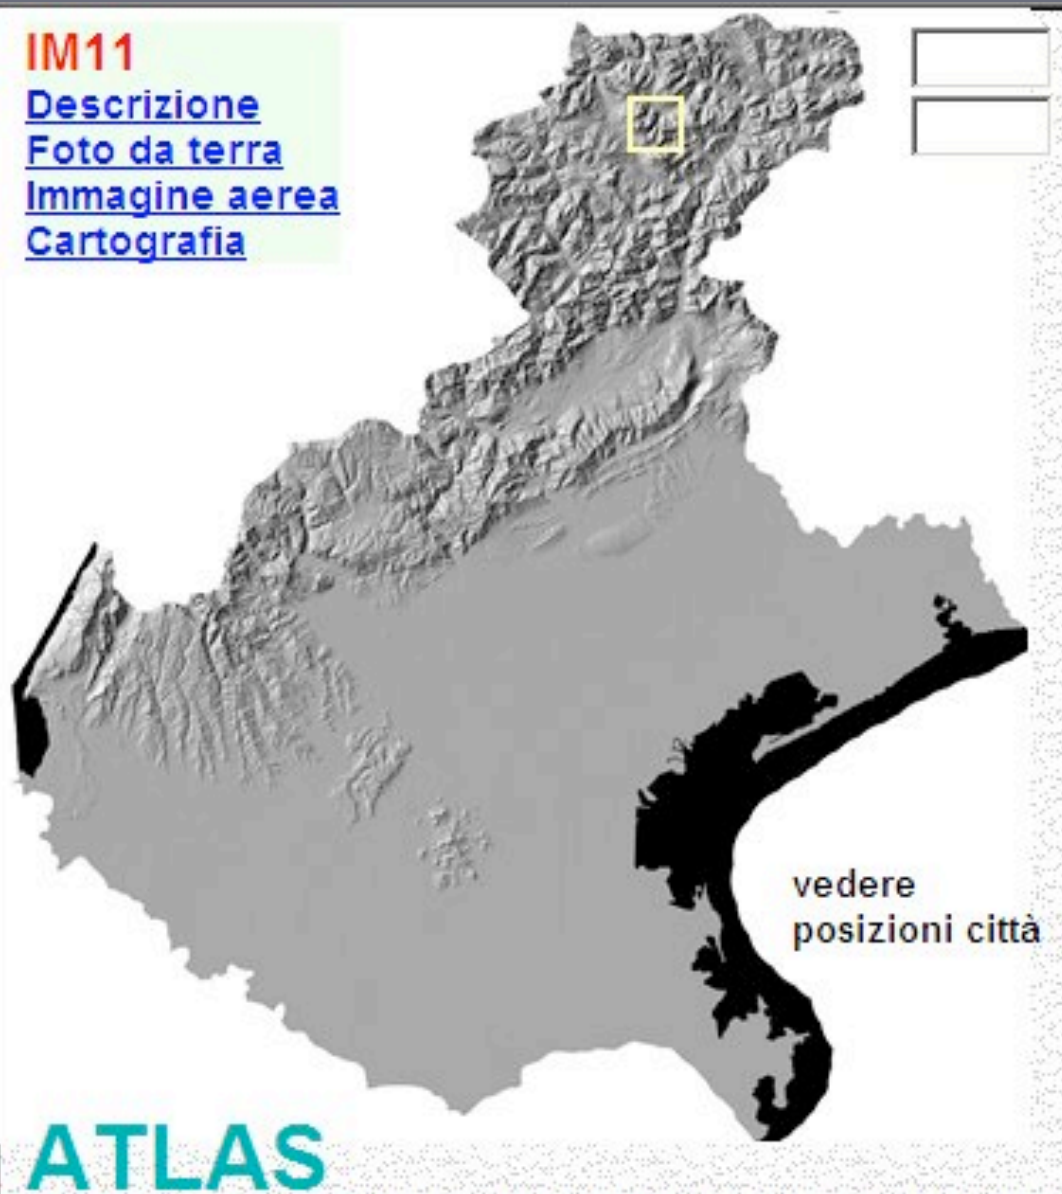 IM11
Descrizione
Foto da terra
Immagine aerea
Cartografia
vedere
posizioni città
ATLAS